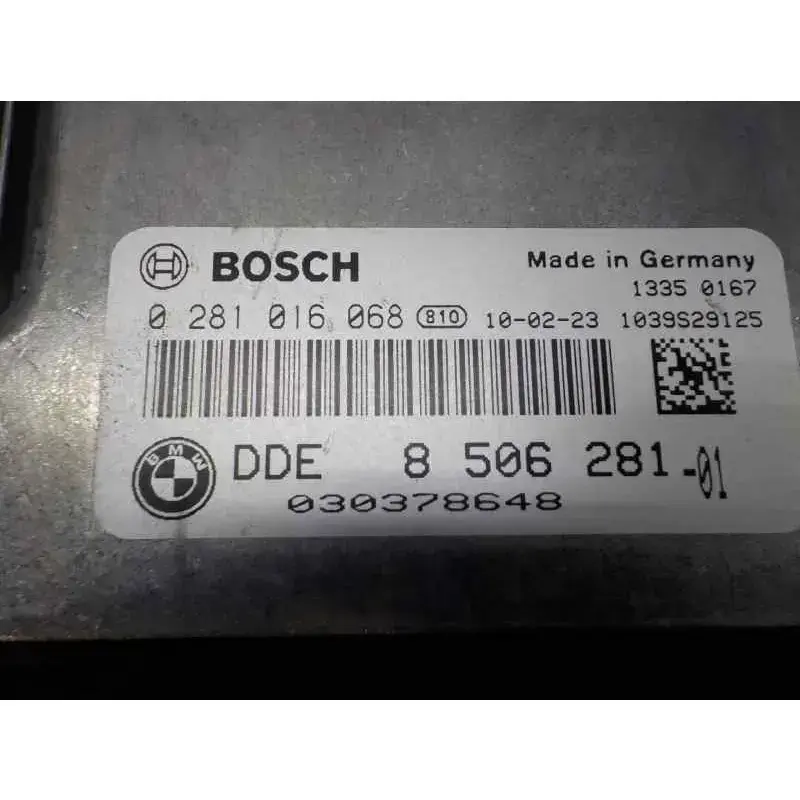 BOSCH Made in Germany
1335 0167
0 281 016 068 810 10-02-23 1039S29125
BMW DDE 8 506 281-01
030378648